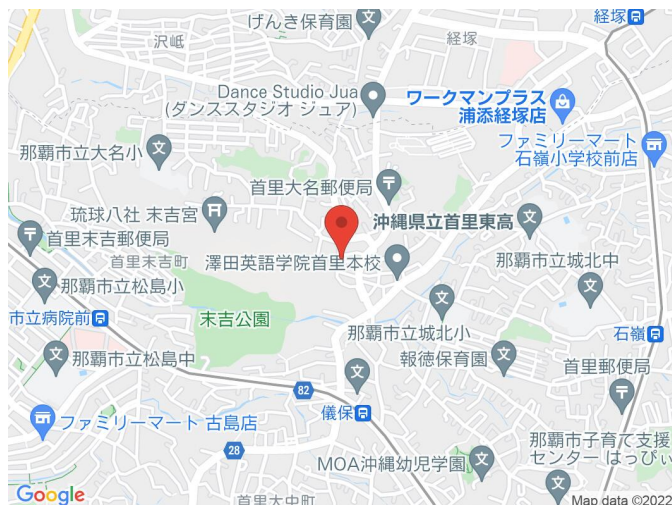 げんき保育園
経塚
沢岻
経塚
Dance Studio Jua
(ダンススタジオ ジュア)
ワークマンプラス
浦添経塚店
ファミリーマート
石嶺小学校前店
那覇市立大名小
首里大名郵便局
琉球八社 末吉宮
沖縄県立首里東高
首里末吉郵便局
首里末吉町
澤田英語学院首里本校
那覇市立城北中
那覇市立松島小
末吉公園
市立病院前
那覇市立城北小
石嶺
那覇市立松島中
報徳保育園
首里郵便局
82
儀保
ファミリーマート 古島店
28
MOA沖縄幼児学園
那覇市子育て支援
センター はっぴぃ
首里大中町
Google
Map data ©2022